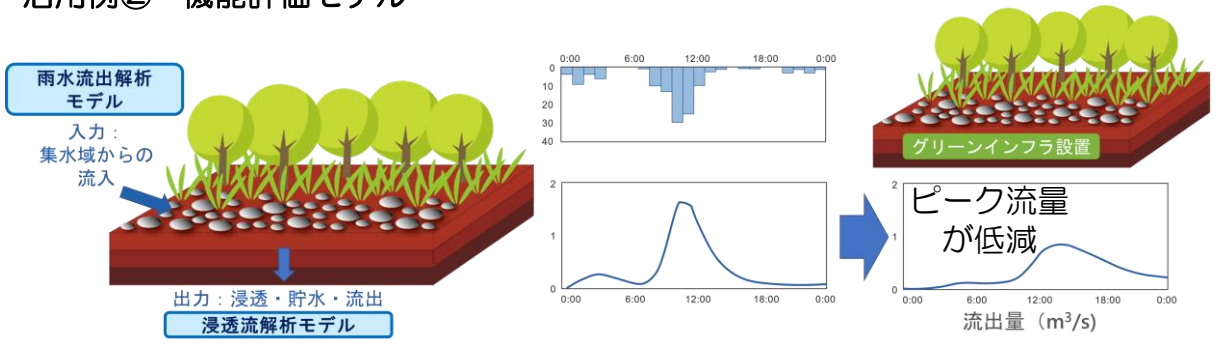 活用例② 機能評価モデル
雨水流出解析
モデル
入力：
集水域からの
流入
出力：浸透・貯水・流出
浸透流解析モデル
0:00 6:00 12:00 18:00 0:00
0
10
20
30
40
2
1
0
0:00 6:00 12:00 18:00 0:00
グリーンインフラ設置
ピーク流量
が低減
2
1
0
0:00 6:00 12:00 18:00 0:00
流出量（m³/s)